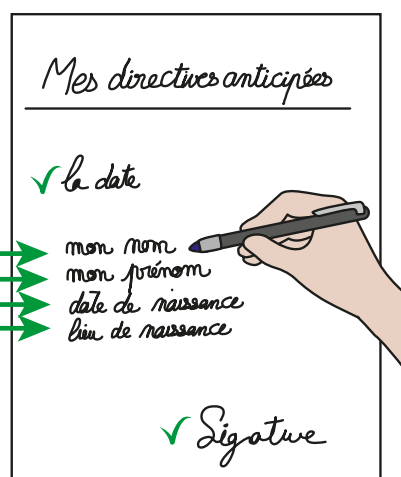 Mes directives anticipées
la date
mon nom
mon prénom
date de naissance
lieu de naissance
Sigature